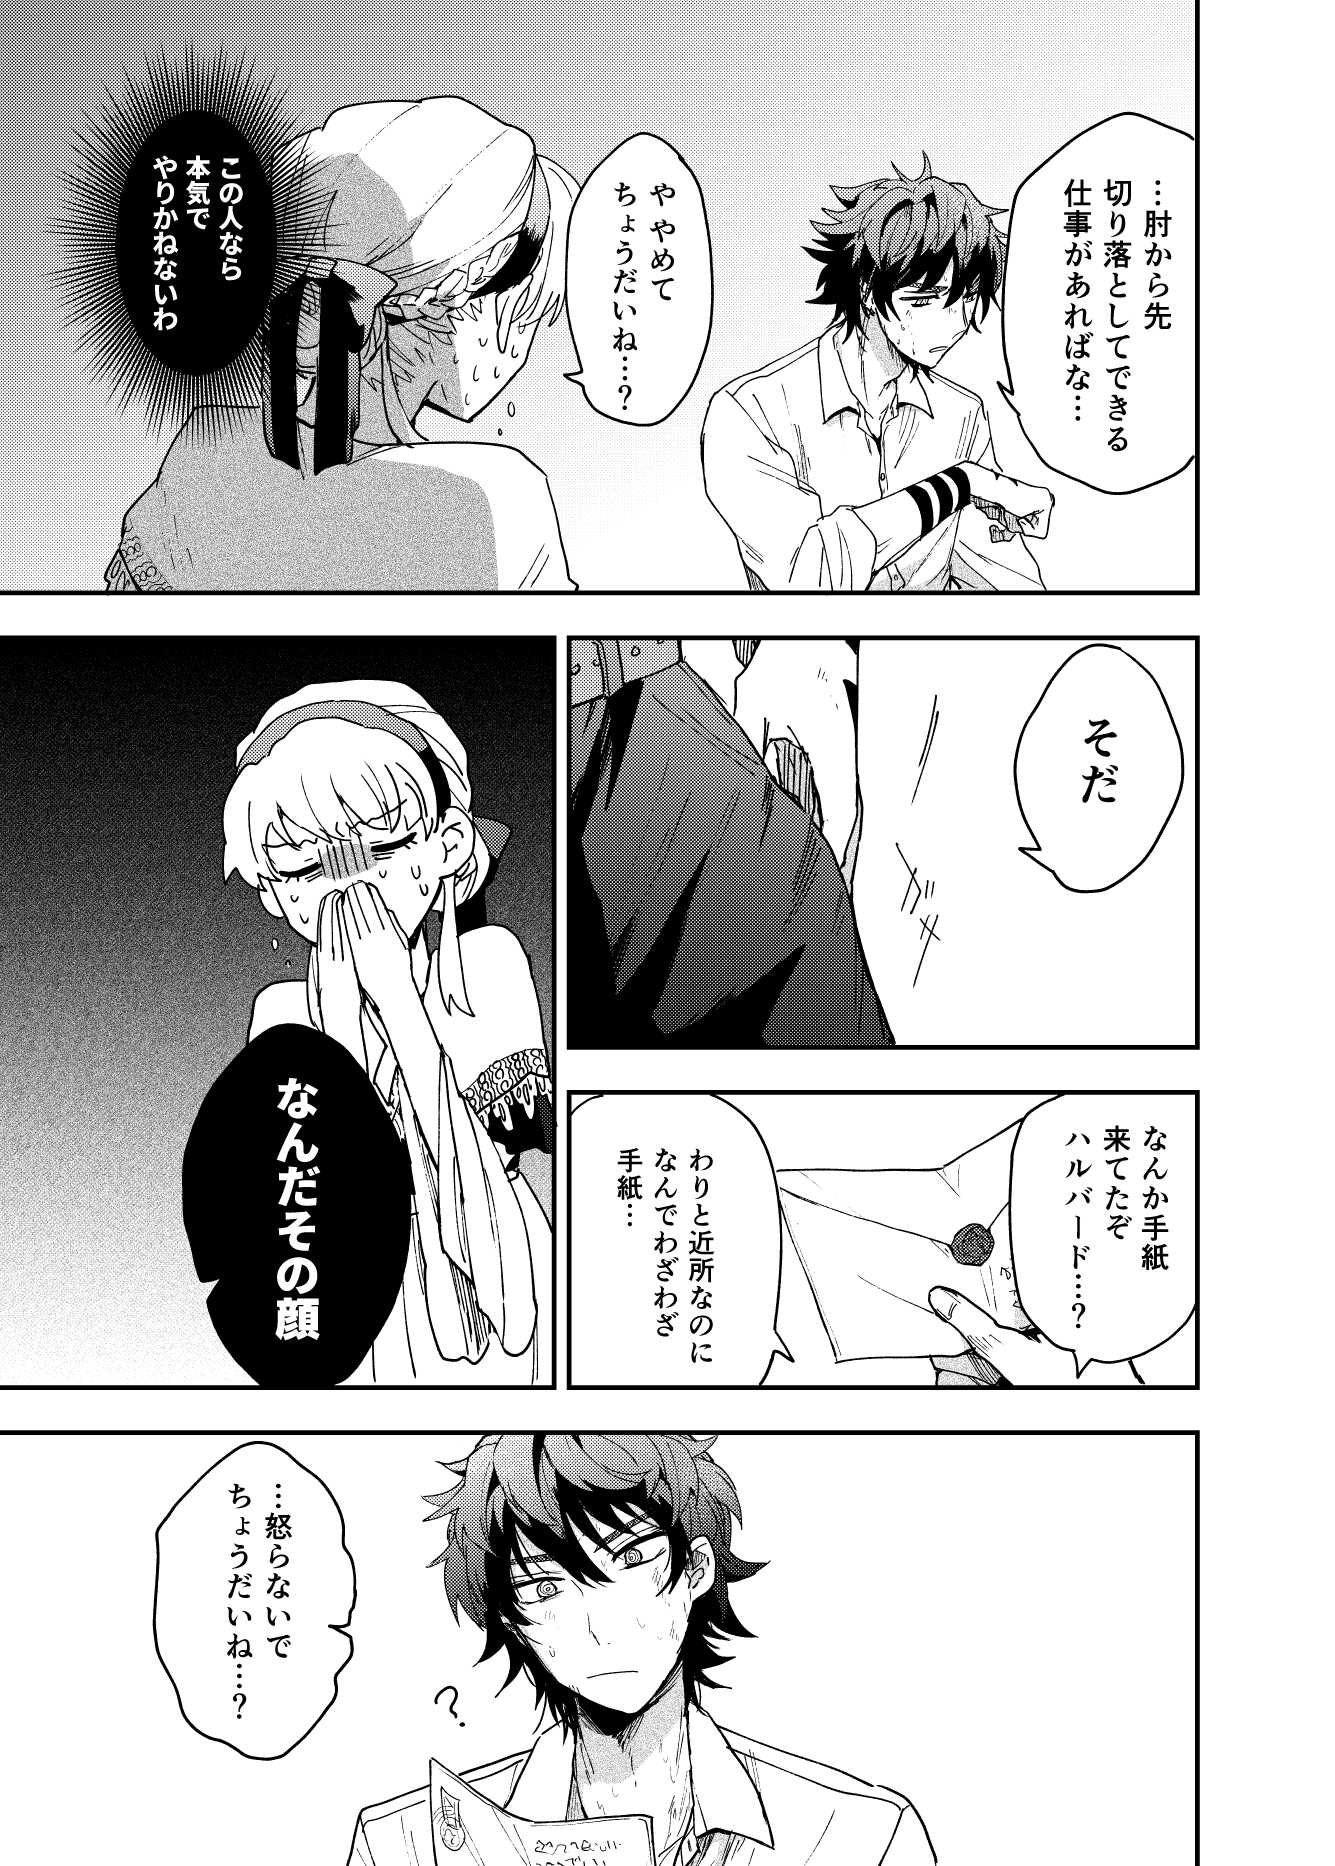 …肘から先
切り落としてできる
仕事があればな…
や やめて
ちょうだいね…?
この人なら
本気で
やりかねないわ
そだ
なんか手紙
来てたぞ
ハルバード…?
わりと近所なのに
なんでわざわざ
手紙…
なんだその顔
?
…怒らないで
ちょうだいね…?